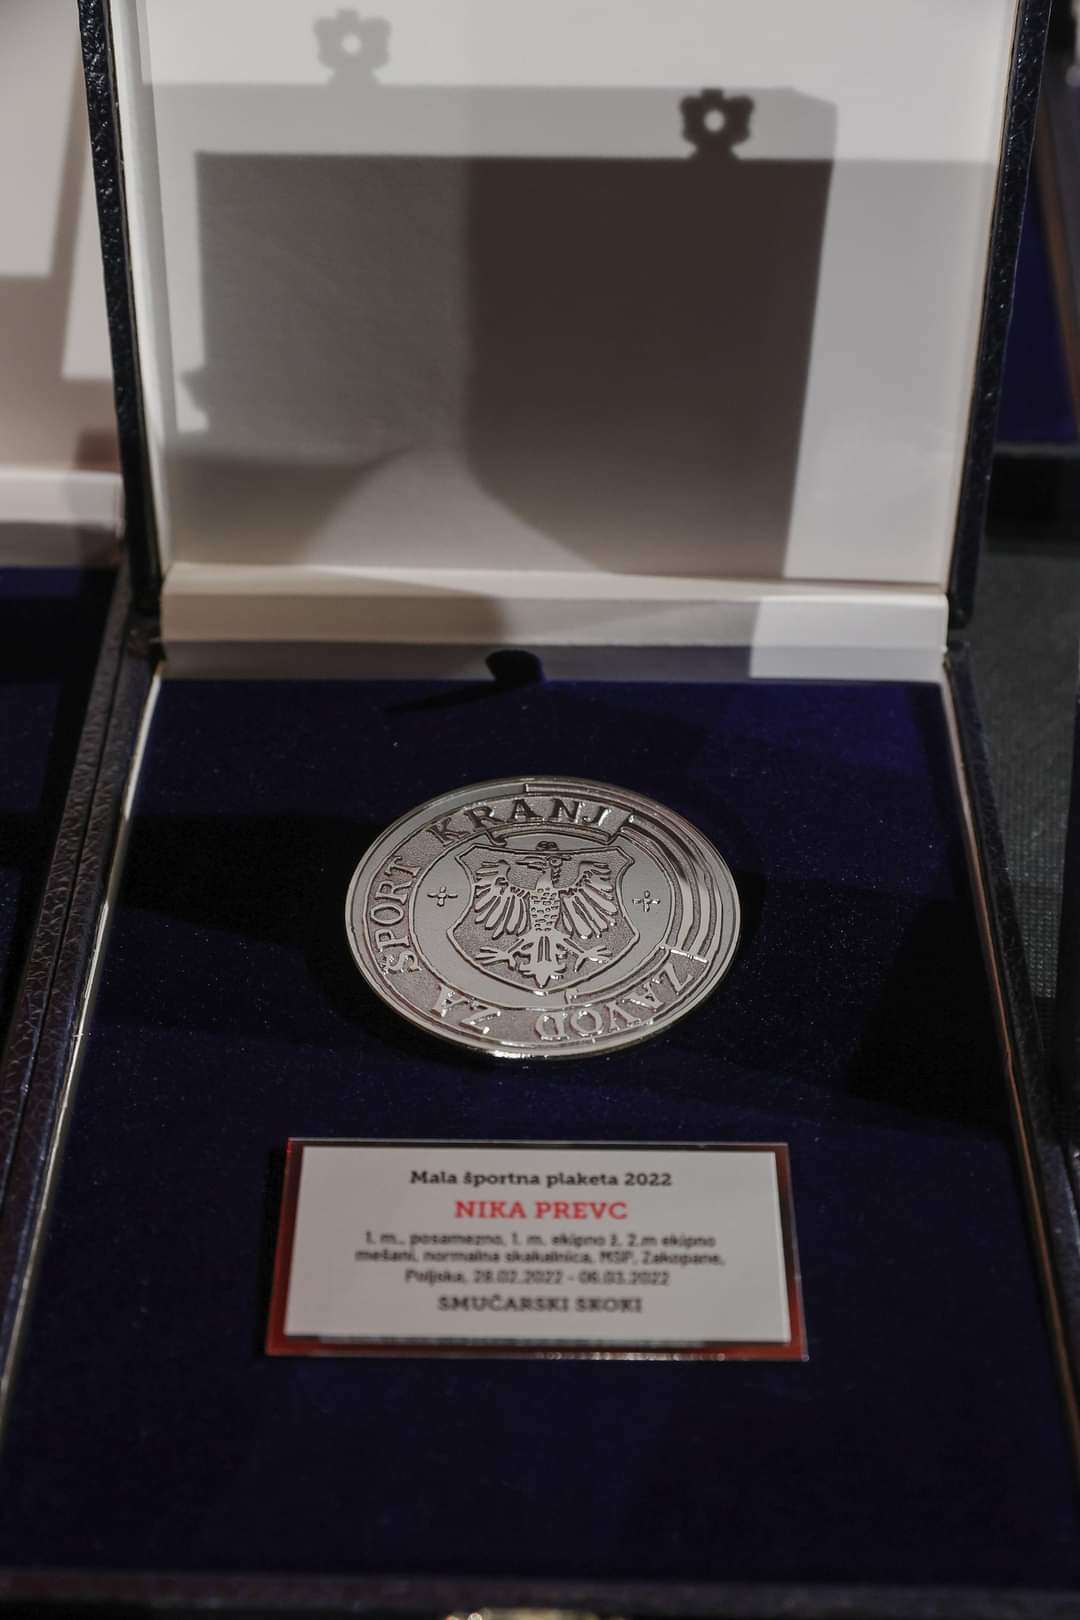 ZAVOD ZA ŠPORT KRANJ
Mala športna plaketa 2022
NIKA PREVC
1. m., posamezno, 1. m. ekipno ž, 2.m ekipno
mešani, normalna skakalnica, MSP, Zakopane,
Poljska, 28.02.2022 - 06.03.2022
SMUČARSKI SKOKI